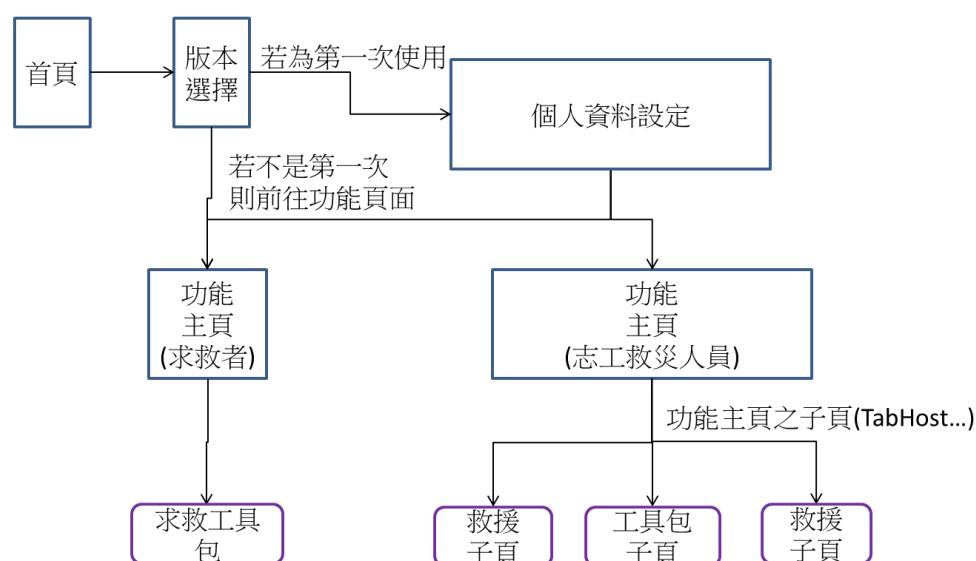 首頁
版本
選擇
若為第一次使用
個人資料設定
若不是第一次
則前往功能頁面
功能
主頁
(求救者)
功能
主頁
(志工救災人員)
功能主頁之子頁(TabHost...)
求救工具
包
救援
子頁
工具包
子頁
救援
子頁